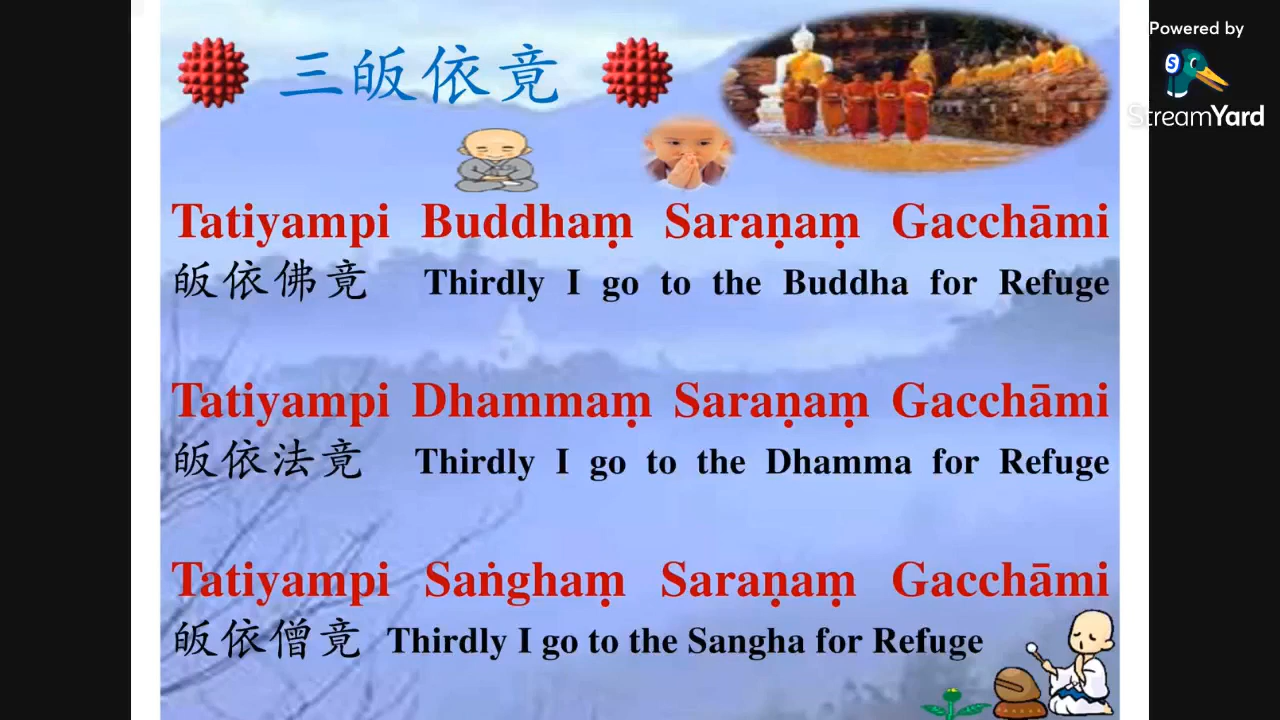 Powered by
StreamYard
三皈依竟
Tatiyampi Buddhaṃ Saraṇaṃ Gacchāmi
皈依佛竟 Thirdly I go to the Buddha for Refuge
Tatiyampi Dhammaṃ Saraṇaṃ Gacchāmi
皈依法竟 Thirdly I go to the Dhamma for Refuge
Tatiyampi Saṅghaṃ Saraṇaṃ Gacchāmi
皈依僧竟 Thirdly I go to the Sangha for Refuge